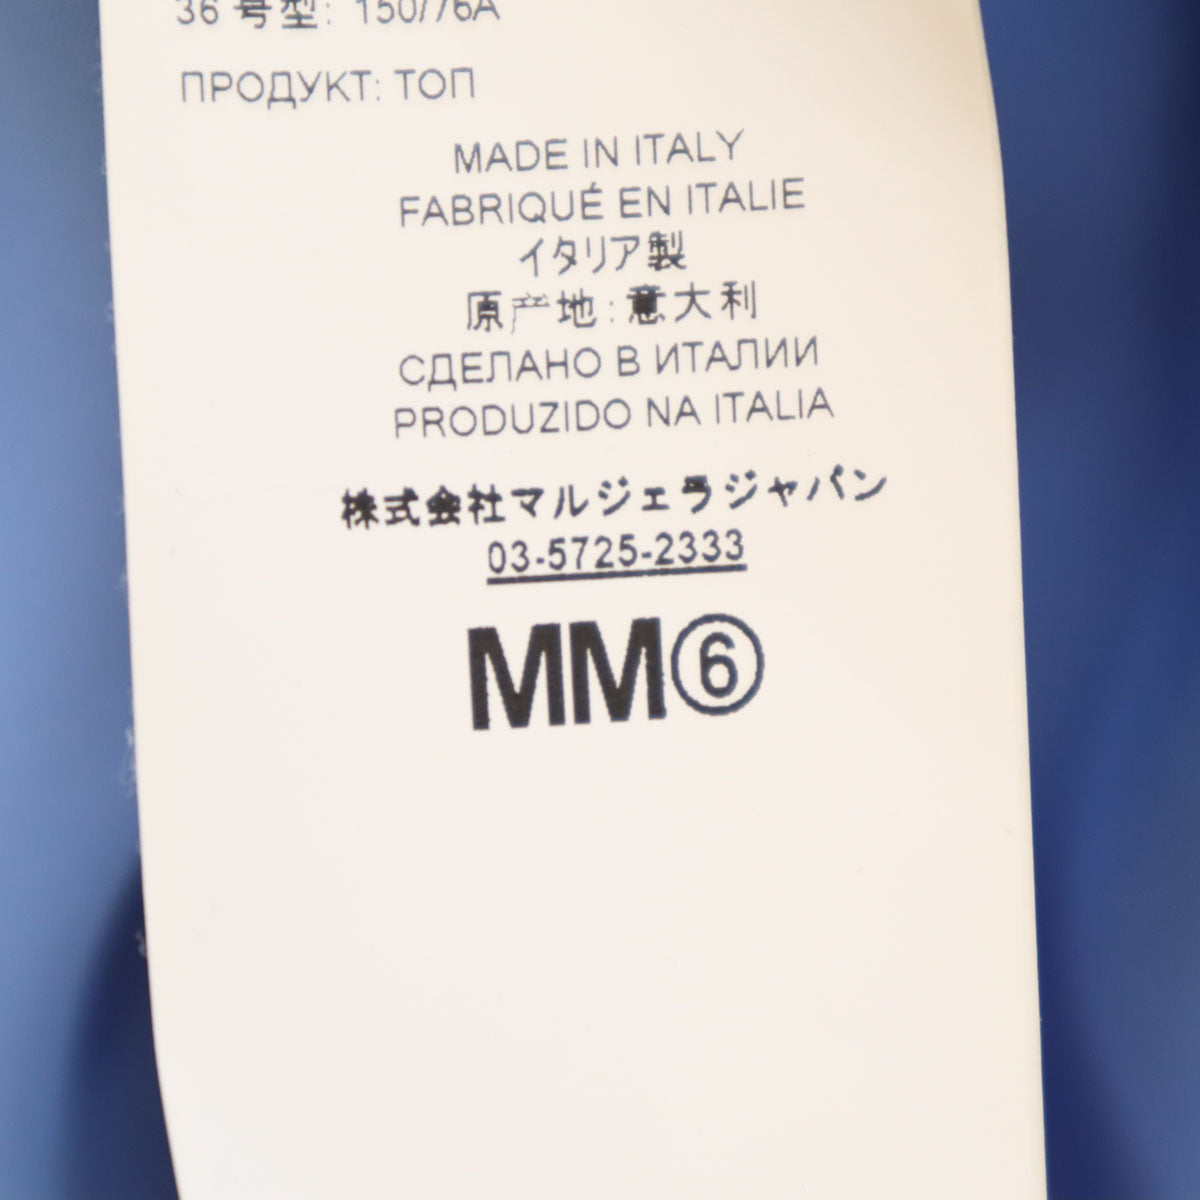 36 号型: 150/76A
ПРОДУКТ: ТОП
MADE IN ITALY
FABRIQUÉ EN ITALIE
イタリア製
原产地:意大利
СДЕЛАНО В ИТАЛИИ
PRODUZIDO NA ITALIA
株式会社マルジェラジャパン
03-5725-2333
MM⑥